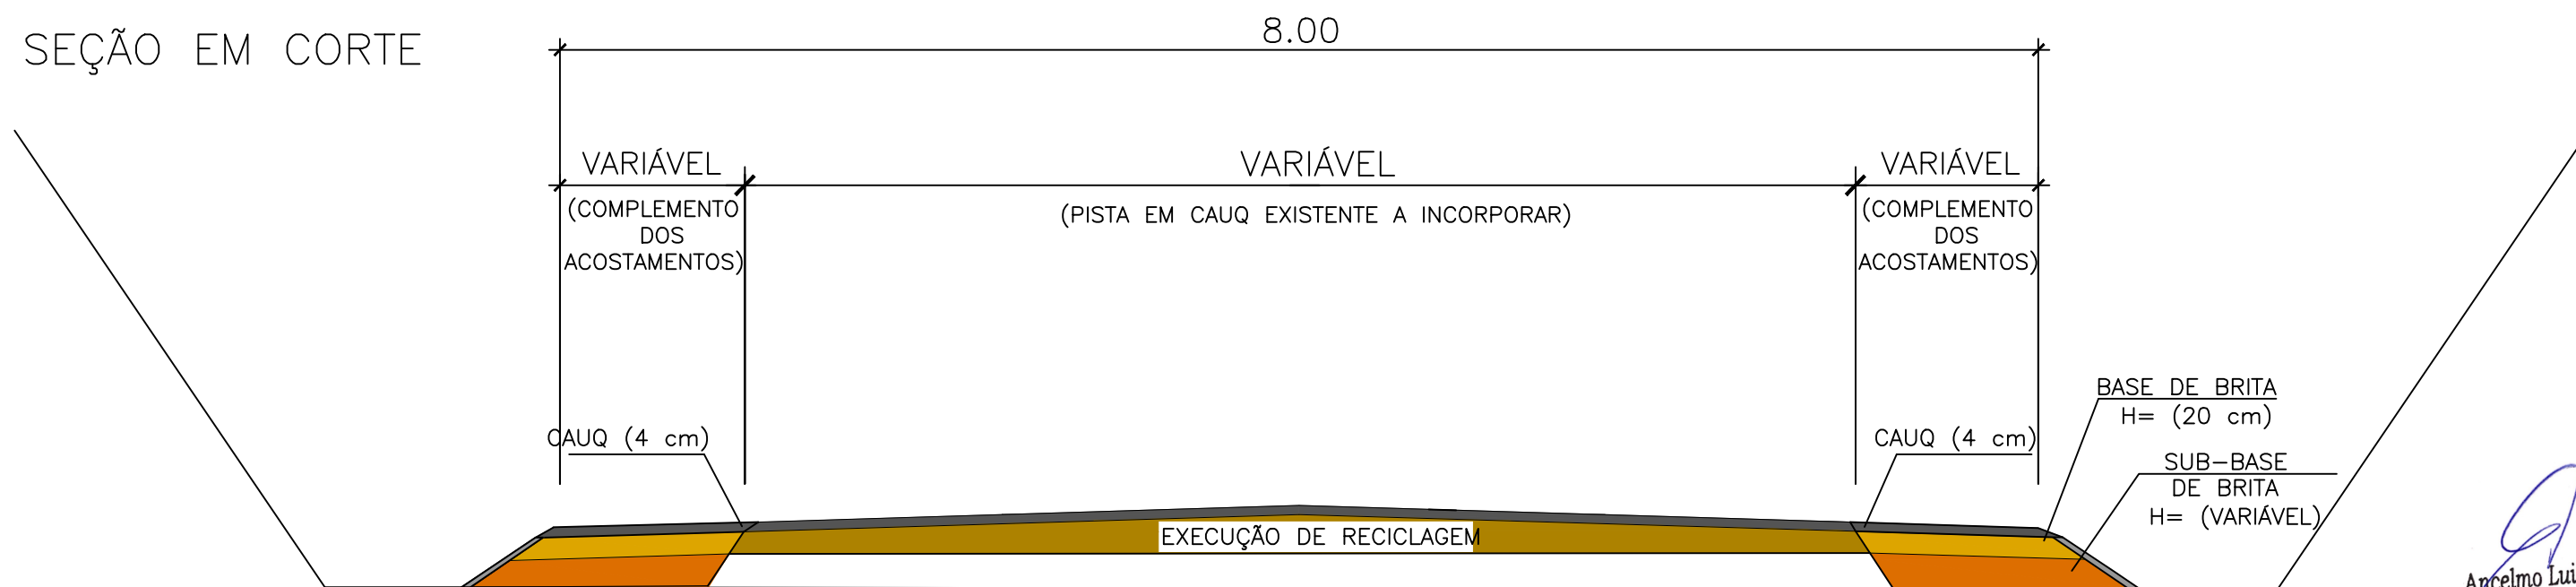 SEÇÃO EM CORTE
8.00
VARIÁVEL
VARIÁVEL
VARIÁVEL
(COMPLEMENTO
DOS
ACOSTAMENTOS)
(PISTA EM CAUQ EXISTENTE A INCORPORAR)
(COMPLEMENTO
DOS
ACOSTAMENTOS)
BASE DE BRITA
H= (20 cm)
CAUQ (4 cm)
CAUQ (4 cm)
SUB-BASE
DE BRITA
H= (VARIÁVEL)
EXECUÇÃO DE RECICLAGEM